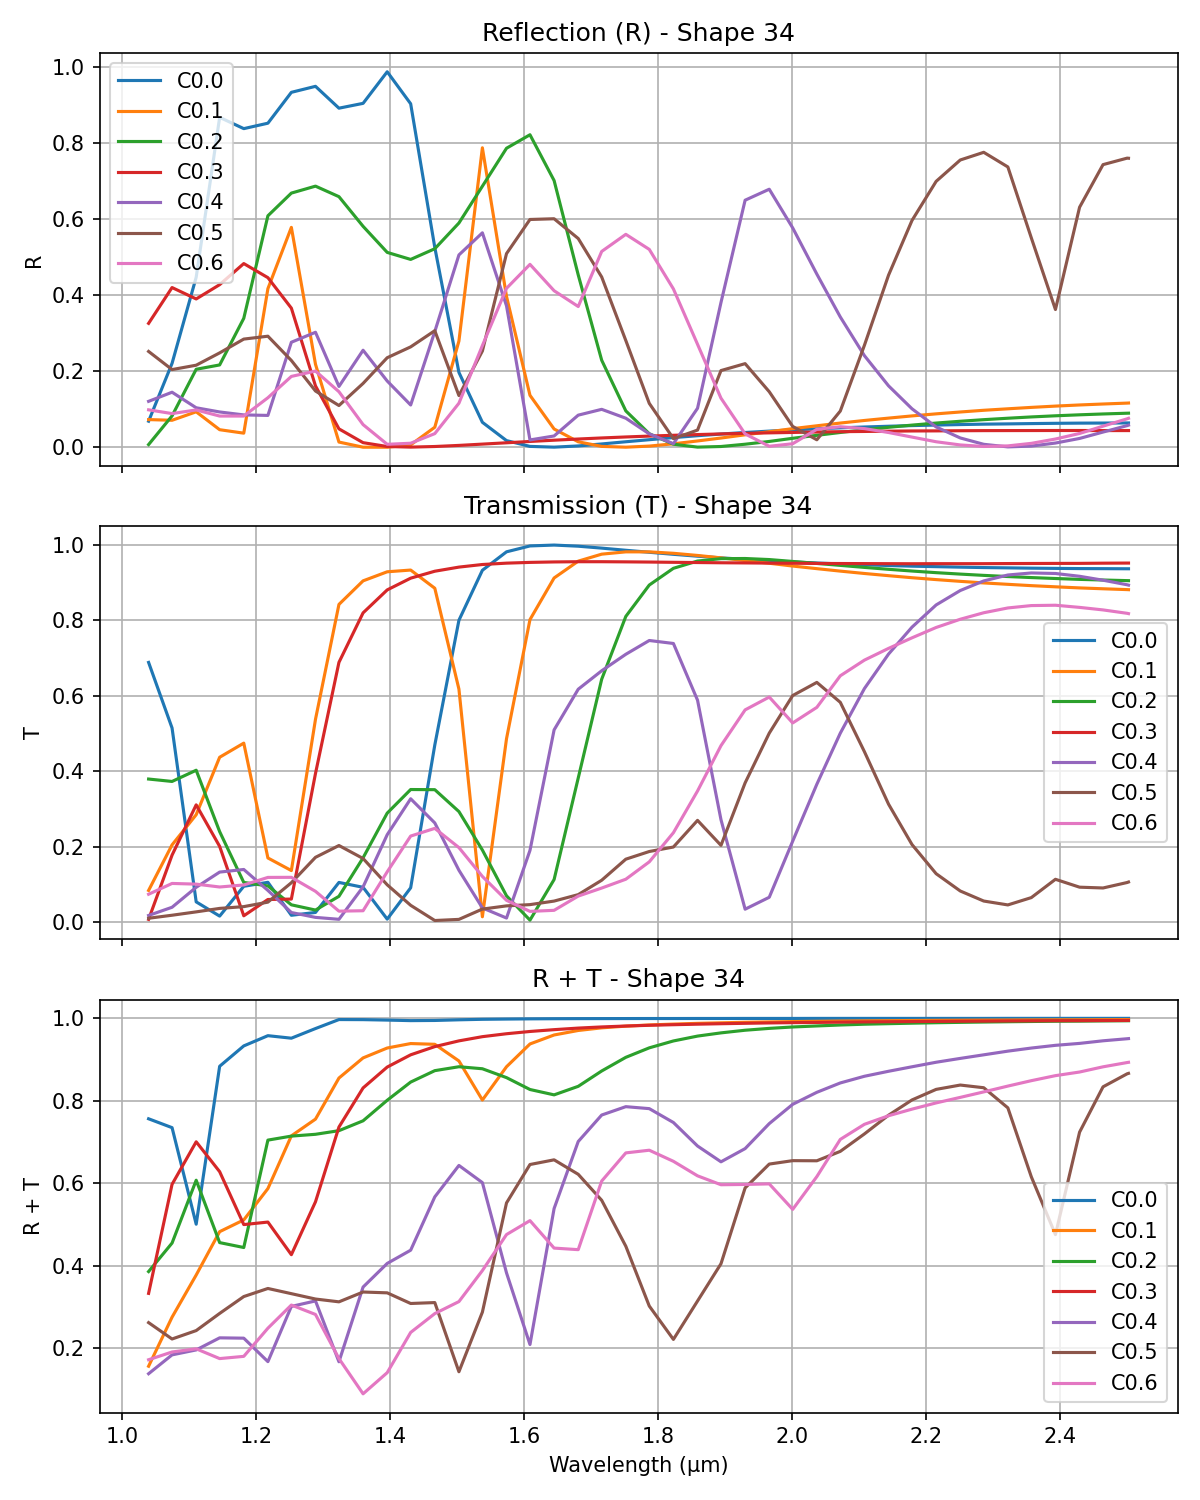 Reflection (R) - Shape 34
1.0
0.8
0.6
0.4
0.2
0.0
R
C0.0
C0.1
C0.2
C0.3
C0.4
C0.5
C0.6
Transmission (T) - Shape 34
1.0
0.8
0.6
0.4
0.2
0.0
T
C0.0
C0.1
C0.2
C0.3
C0.4
C0.5
C0.6
R + T - Shape 34
1.0
0.8
0.6
0.4
0.2
R + T
C0.0
C0.1
C0.2
C0.3
C0.4
C0.5
C0.6
1.0 1.2 1.4 1.6 1.8 2.0 2.2 2.4
Wavelength (µm)